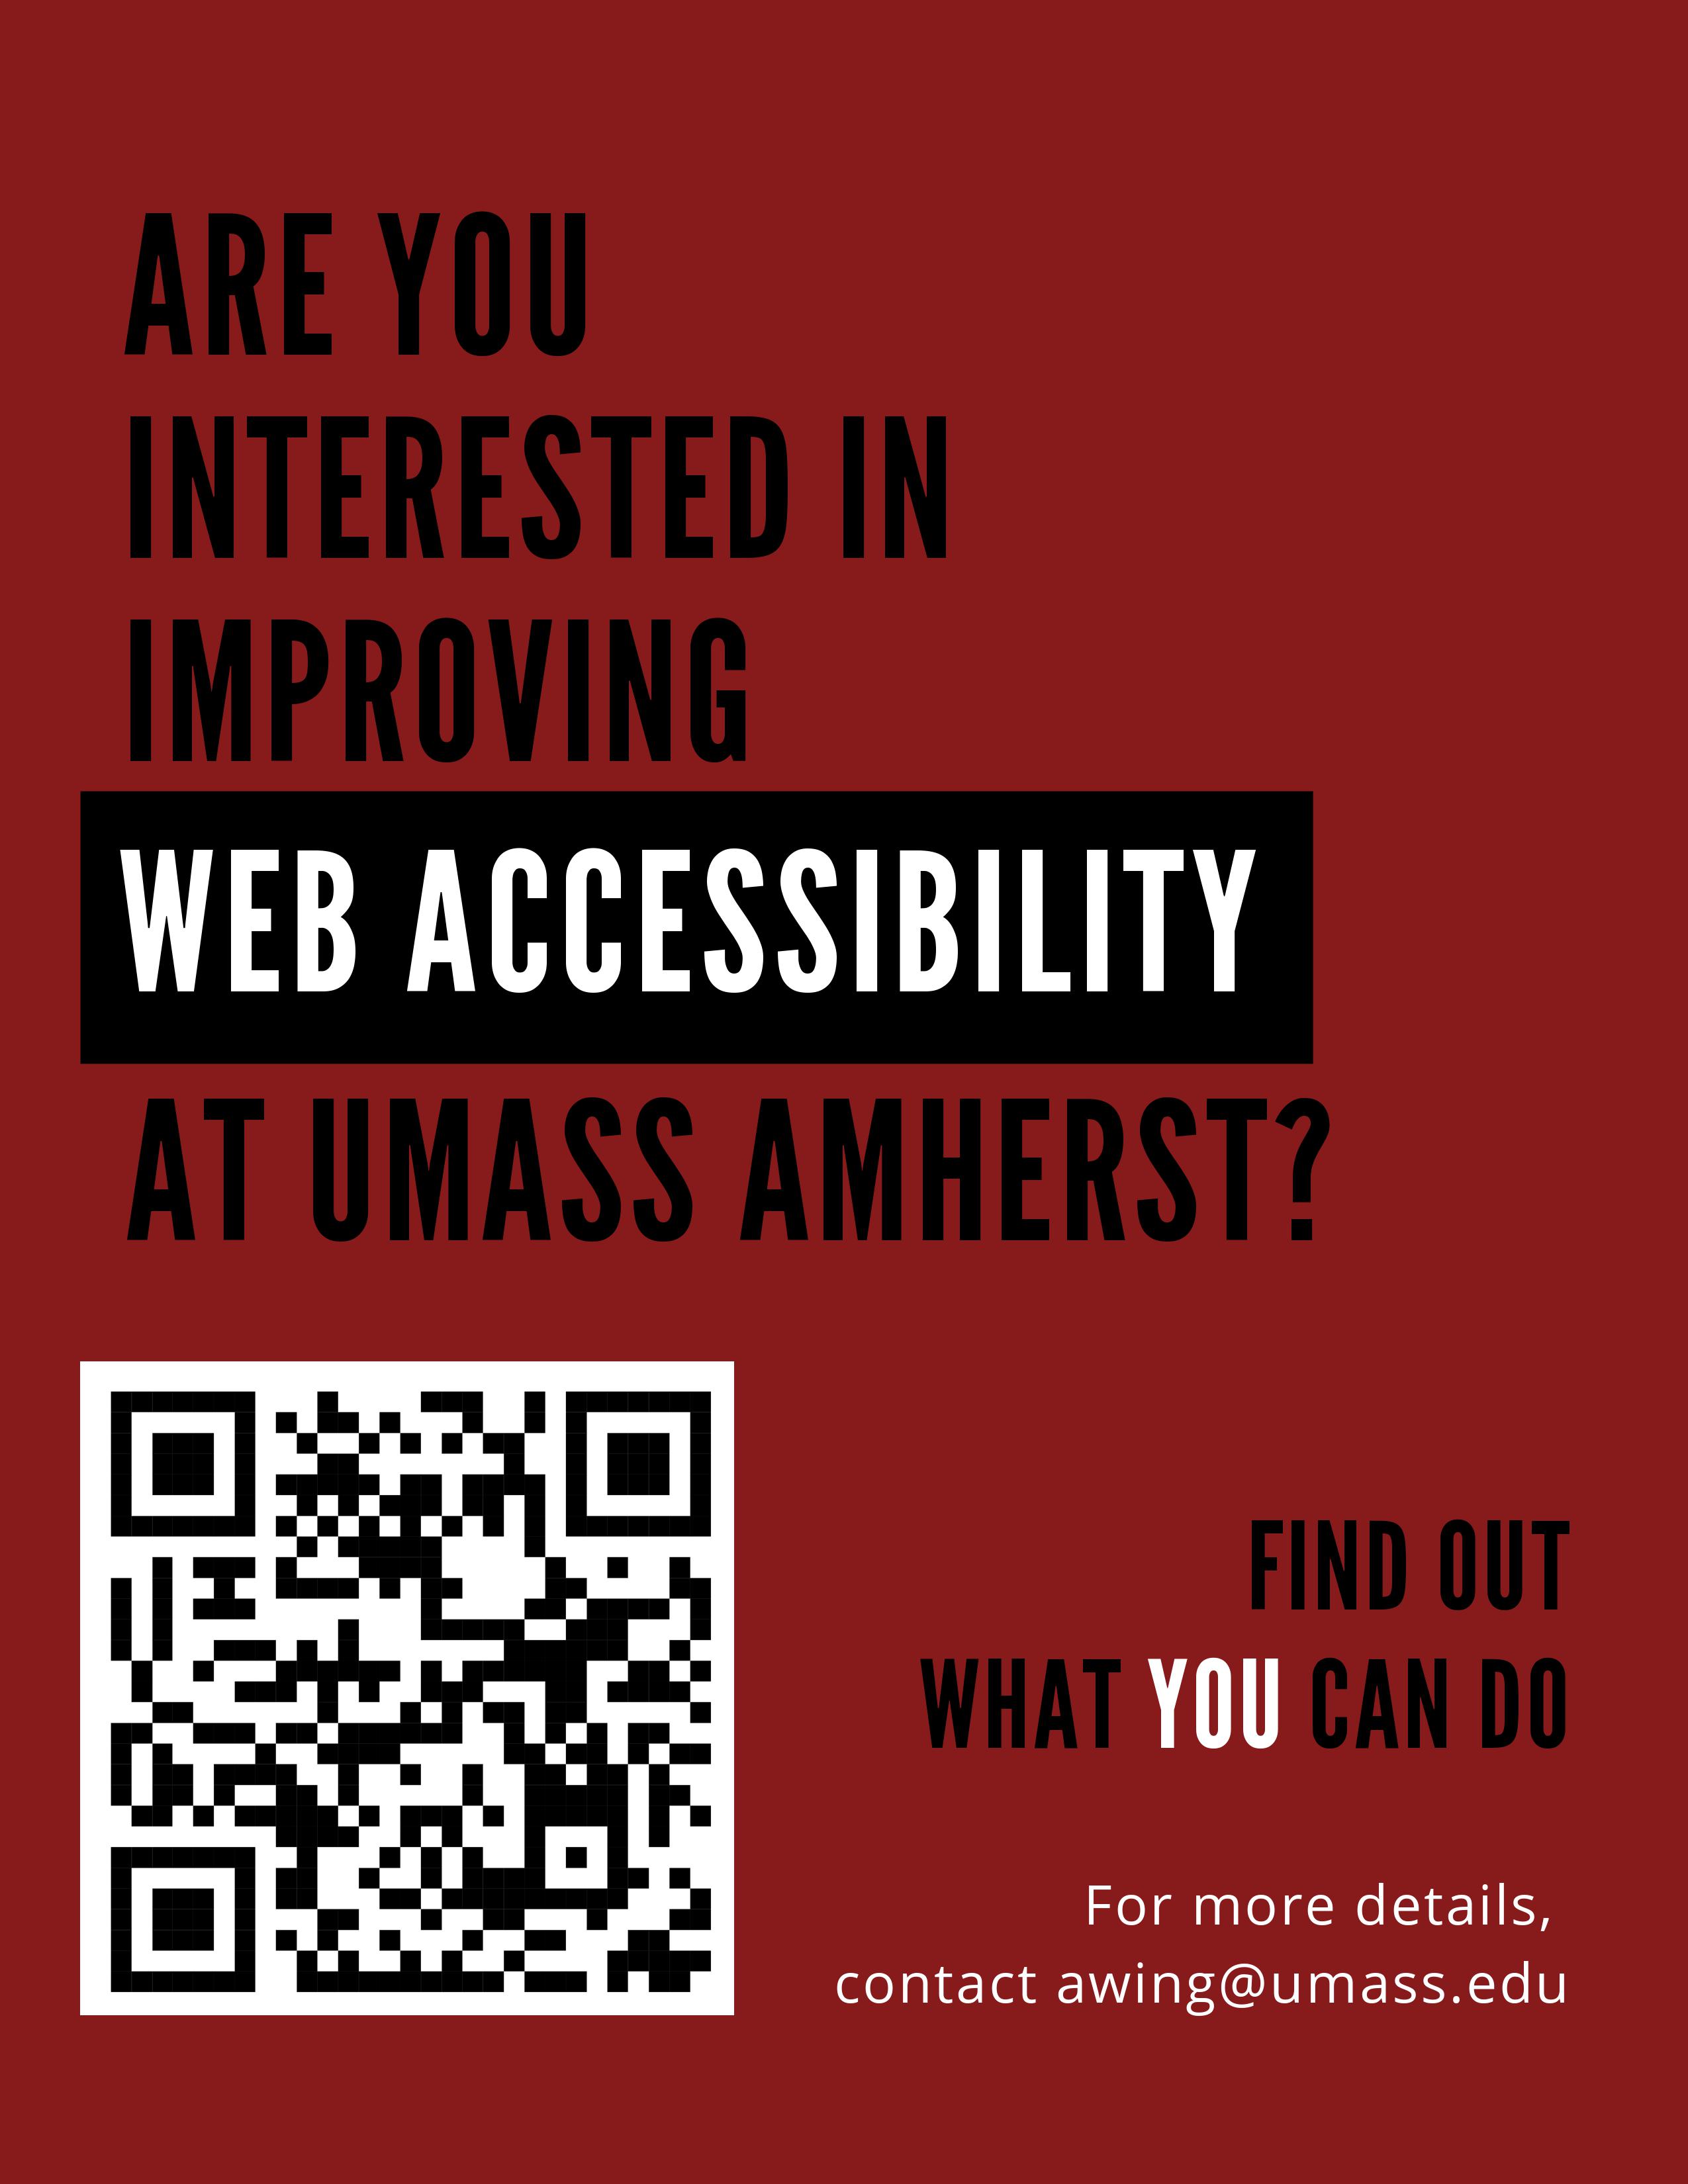 ARE YOU
INTERESTED IN
IMPROVING
WEB ACCESSIBILITY
AT UMASS AMHERST?
FIND OUT
WHAT YOU CAN DO
For more details,
contact awing@umass.edu